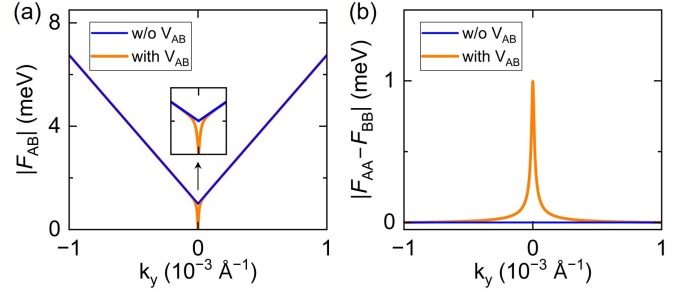 (a)
w/o V_AB
with V_AB
|F_AB| (meV)
8
4
0
−1
0
1
k_y (10⁻³ Å⁻¹)
(b)
w/o V_AB
with V_AB
|F_AA−F_BB| (meV)
1
0
−1
0
1
k_y (10⁻³ Å⁻¹)